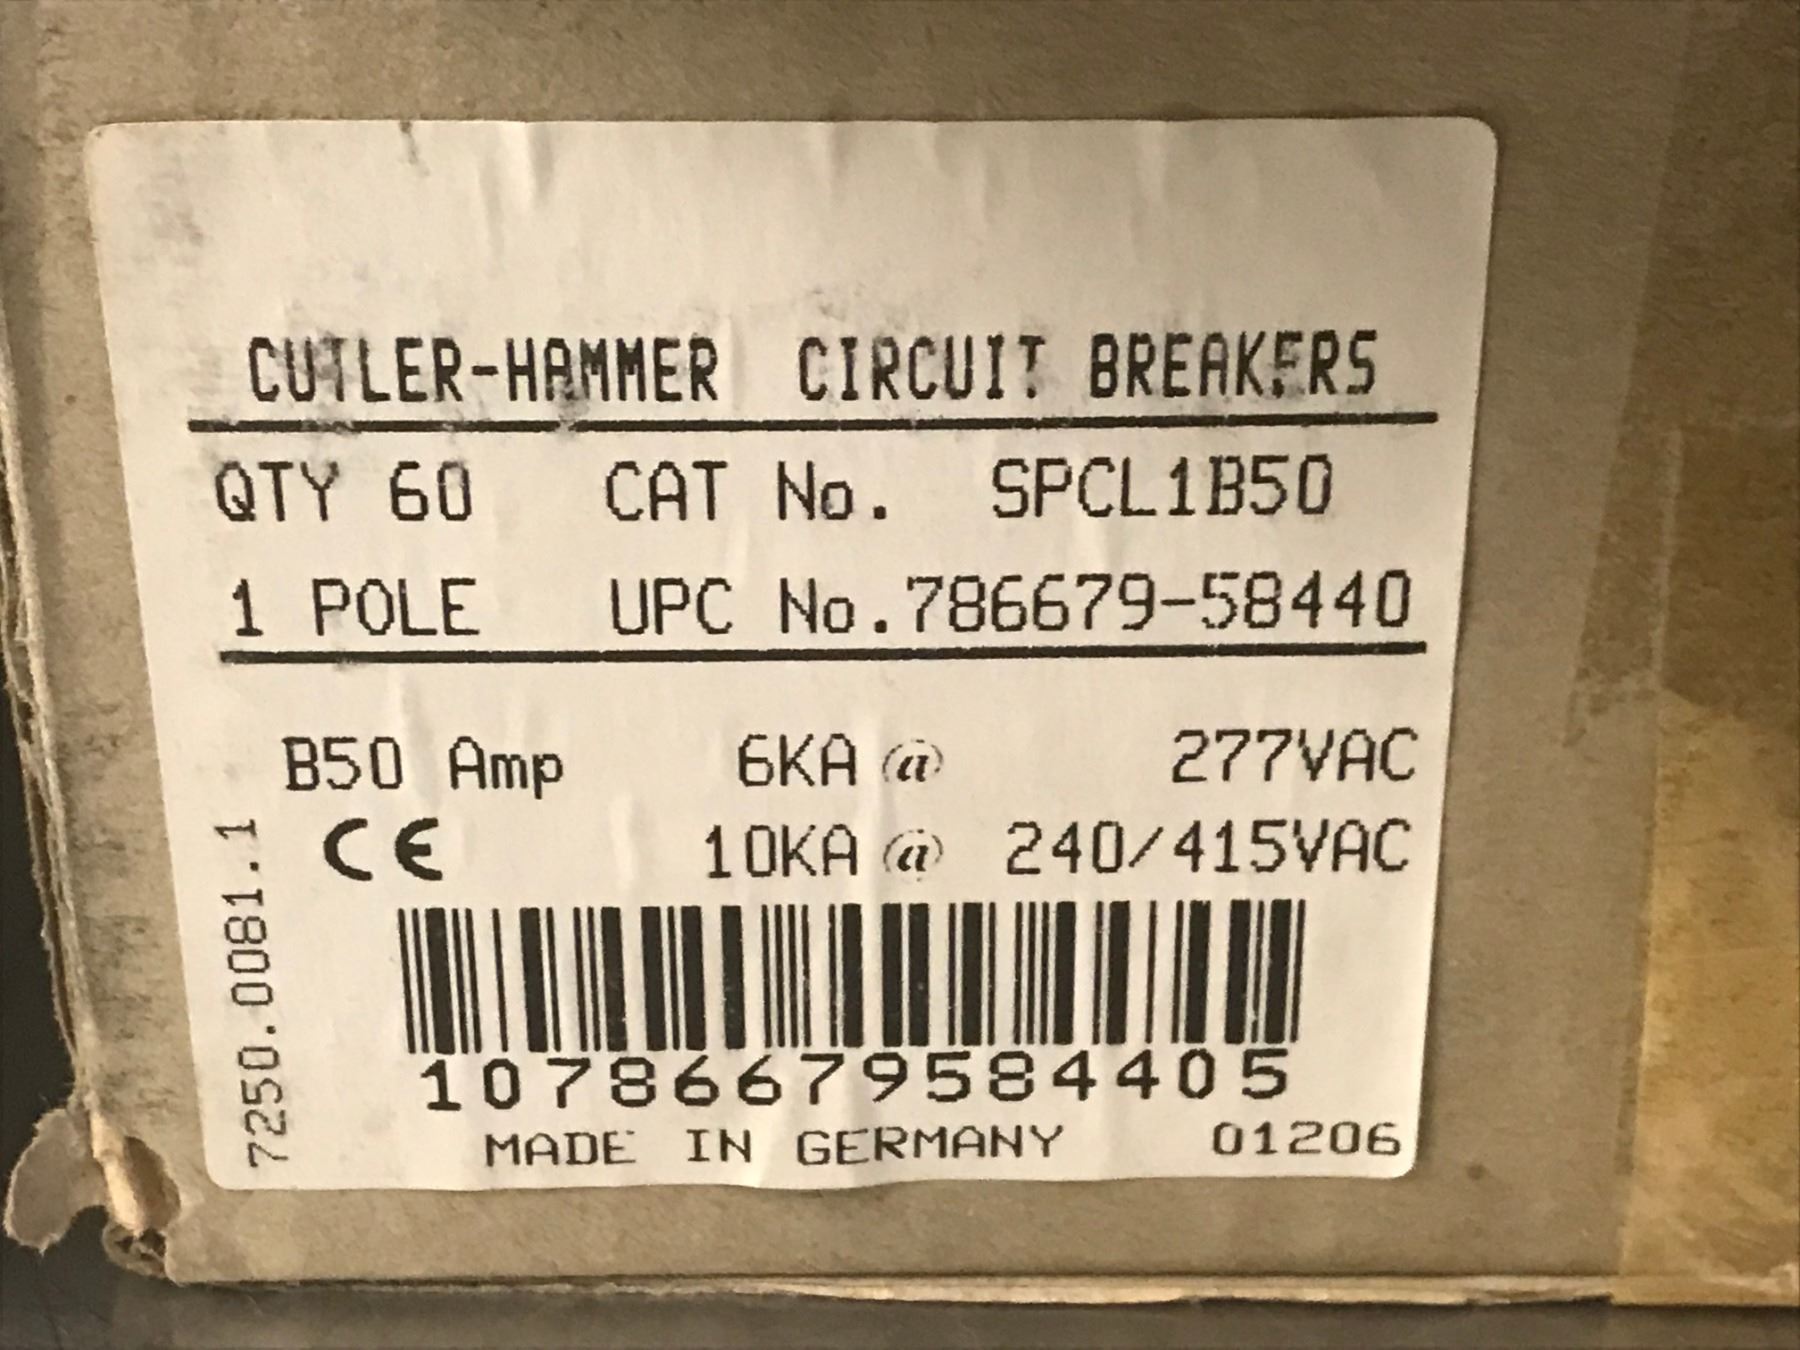 CUTLER-HAMMER CIRCUIT BREAKERS
QTY 60 CAT No. SPCL1B50
1 POLE UPC No.786679-58440
B50 Amp 6KA @ 277VAC
CE 10KA @ 240/415VAC
7250.0081.1
10786679584405
MADE IN GERMANY 01206